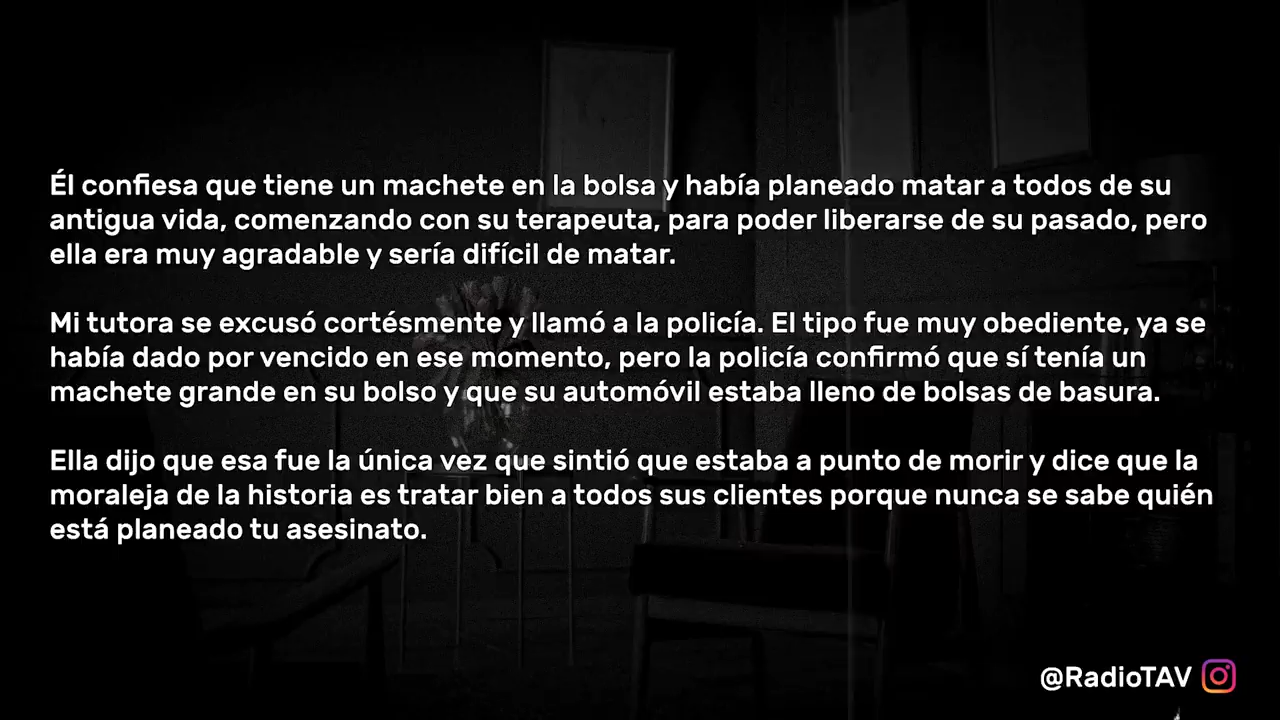 Él confiesa que tiene un machete en la bolsa y había planeado matar a todos de su
antigua vida, comenzando con su terapeuta, para poder liberarse de su pasado, pero
ella era muy agradable y sería difícil de matar.
Mi tutora se excusó cortésmente y llamó a la policía. El tipo fue muy obediente, ya se
había dado por vencido en ese momento, pero la policía confirmó que sí tenía un
machete grande en su bolso y que su automóvil estaba lleno de bolsas de basura.
Ella dijo que esa fue la única vez que sintió que estaba a punto de morir y dice que la
moraleja de la historia es tratar bien a todos sus clientes porque nunca se sabe quién
está planeado tu asesinato.
@RadioTAV